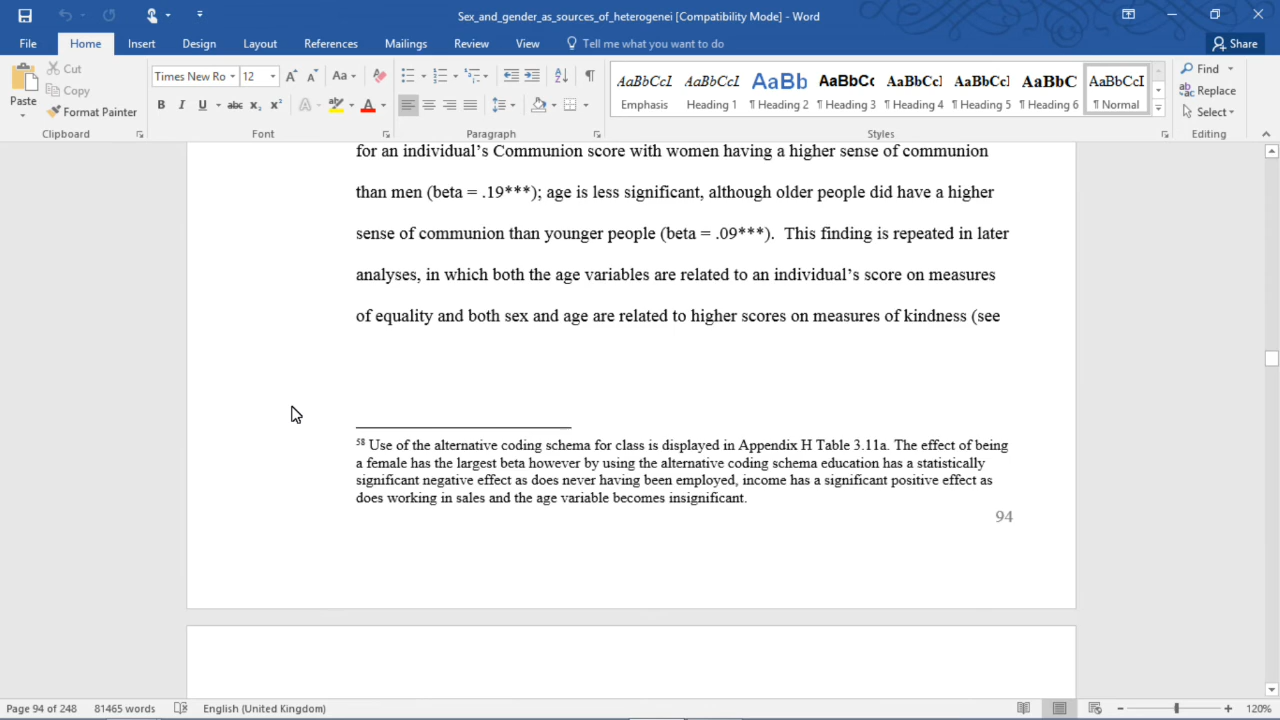 Sex_and_gender_as_sources_of_heterogenei [Compatibility Mode] - Word
File Home Insert Design Layout References Mailings Review View Tell me what you want to do Share
Paste
Cut
Copy
Format Painter
Clipboard
Times New Ro 12
Font
Paragraph
AaBbCcI Emphasis
AaBbCcI Heading 1
AaBb ¶ Heading 2
AaBbCc ¶ Heading 3
AaBbCcI ¶ Heading 4
AaBbCcI ¶ Heading 5
AaBbC ¶ Heading 6
AaBbCcI ¶ Normal
Styles
Find
Replace
Select
Editing
for an individual’s Communion score with women having a higher sense of communion
than men (beta = .19***); age is less significant, although older people did have a higher
sense of communion than younger people (beta = .09***).  This finding is repeated in later
analyses, in which both the age variables are related to an individual’s score on measures
of equality and both sex and age are related to higher scores on measures of kindness (see
58 Use of the alternative coding schema for class is displayed in Appendix H Table 3.11a. The effect of being
a female has the largest beta however by using the alternative coding schema education has a statistically
significant negative effect as does never having been employed, income has a significant positive effect as
does working in sales and the age variable becomes insignificant.
94
Page 94 of 248 81465 words English (United Kingdom) 120%